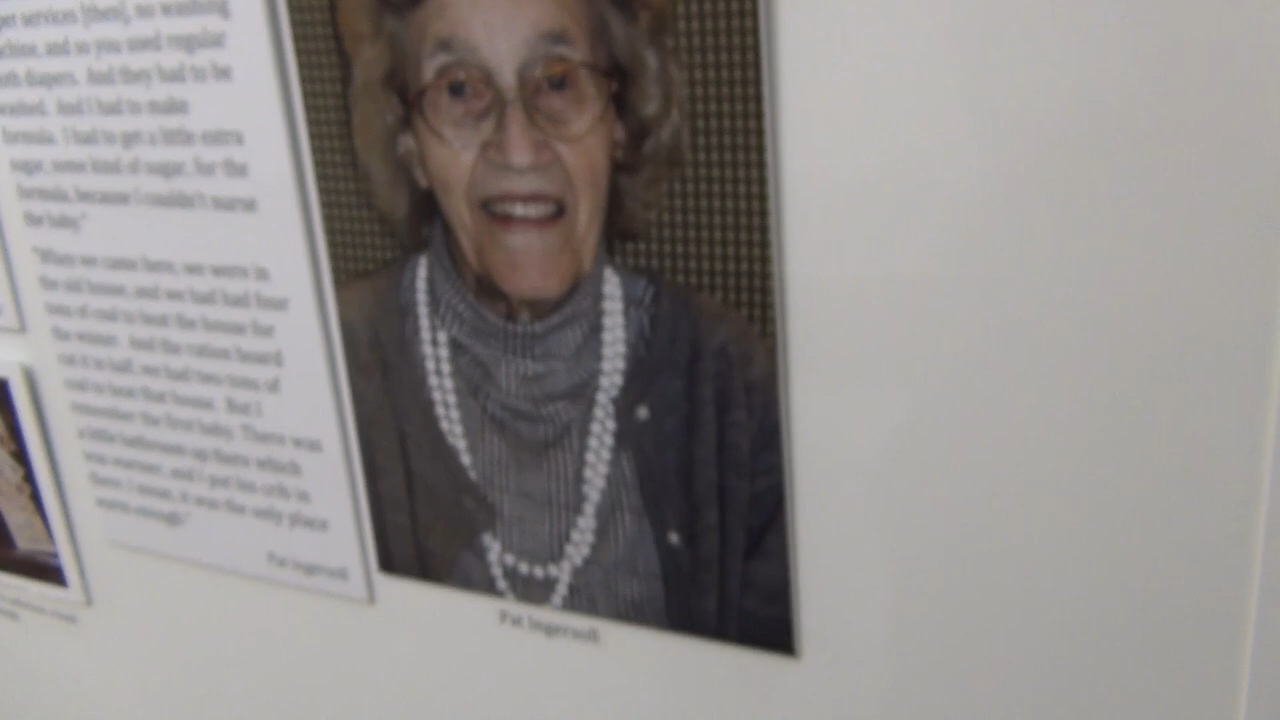 per services [then], no washing
chine, and so you used regular
oth diapers. And they had to be
washed. And I had to make
formula. I had to get a little extra
sugar, some kind of sugar, for the
formula, because I couldn't nurse
the baby."
"When we came here, we were in
the old house, and we had had four
tons of coal to heat the house for
the winter. And the ration board
cut it in half, we had two tons of
coal to heat that house. But I
remember the first baby. There was
a little bathroom up there which
was warmer, and I put his crib in
there. I mean, it was the only place
warm enough."
Pat Ingersoll
Pat Ingersoll